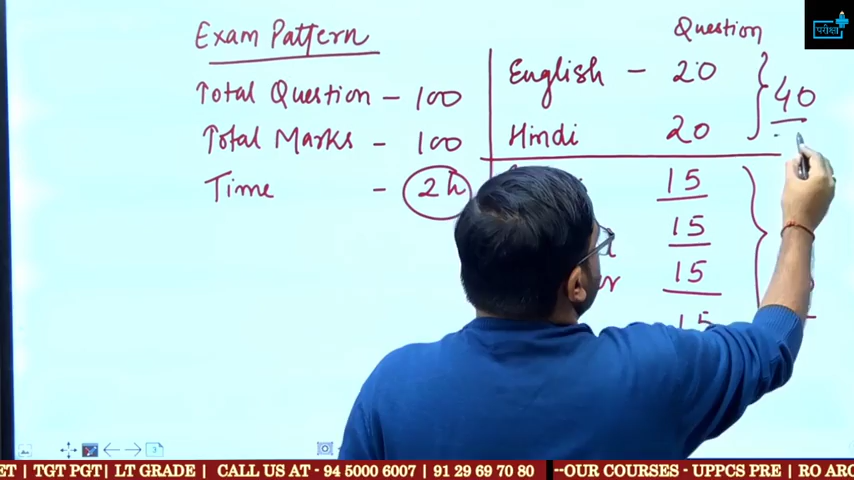 परीक्षा
Exam Pattern
Total Question - 100
Total Marks - 100
Time - 2h
Question
English - 20
Hindi 20
40
15
15
15
15
ET | TGT PGT| LT GRADE | CALL US AT - 94 5000 6007 | 91 29 69 70 80 --OUR COURSES - UPPCS PRE | RO ARO